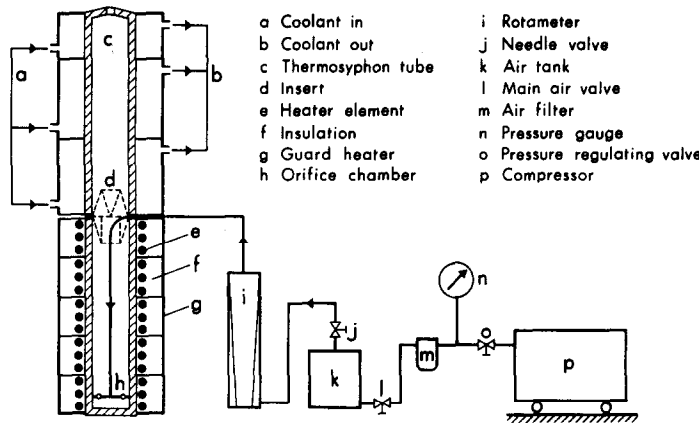 a Coolant in
b Coolant out
c Thermosyphon tube
d Insert
e Heater element
f Insulation
g Guard heater
h Orifice chamber
i Rotameter
j Needle valve
k Air tank
l Main air valve
m Air filter
n Pressure gauge
o Pressure regulating valve
p Compressor
c
a
b
d
e
f
g
h
i
j
k
l
m
n
o
p